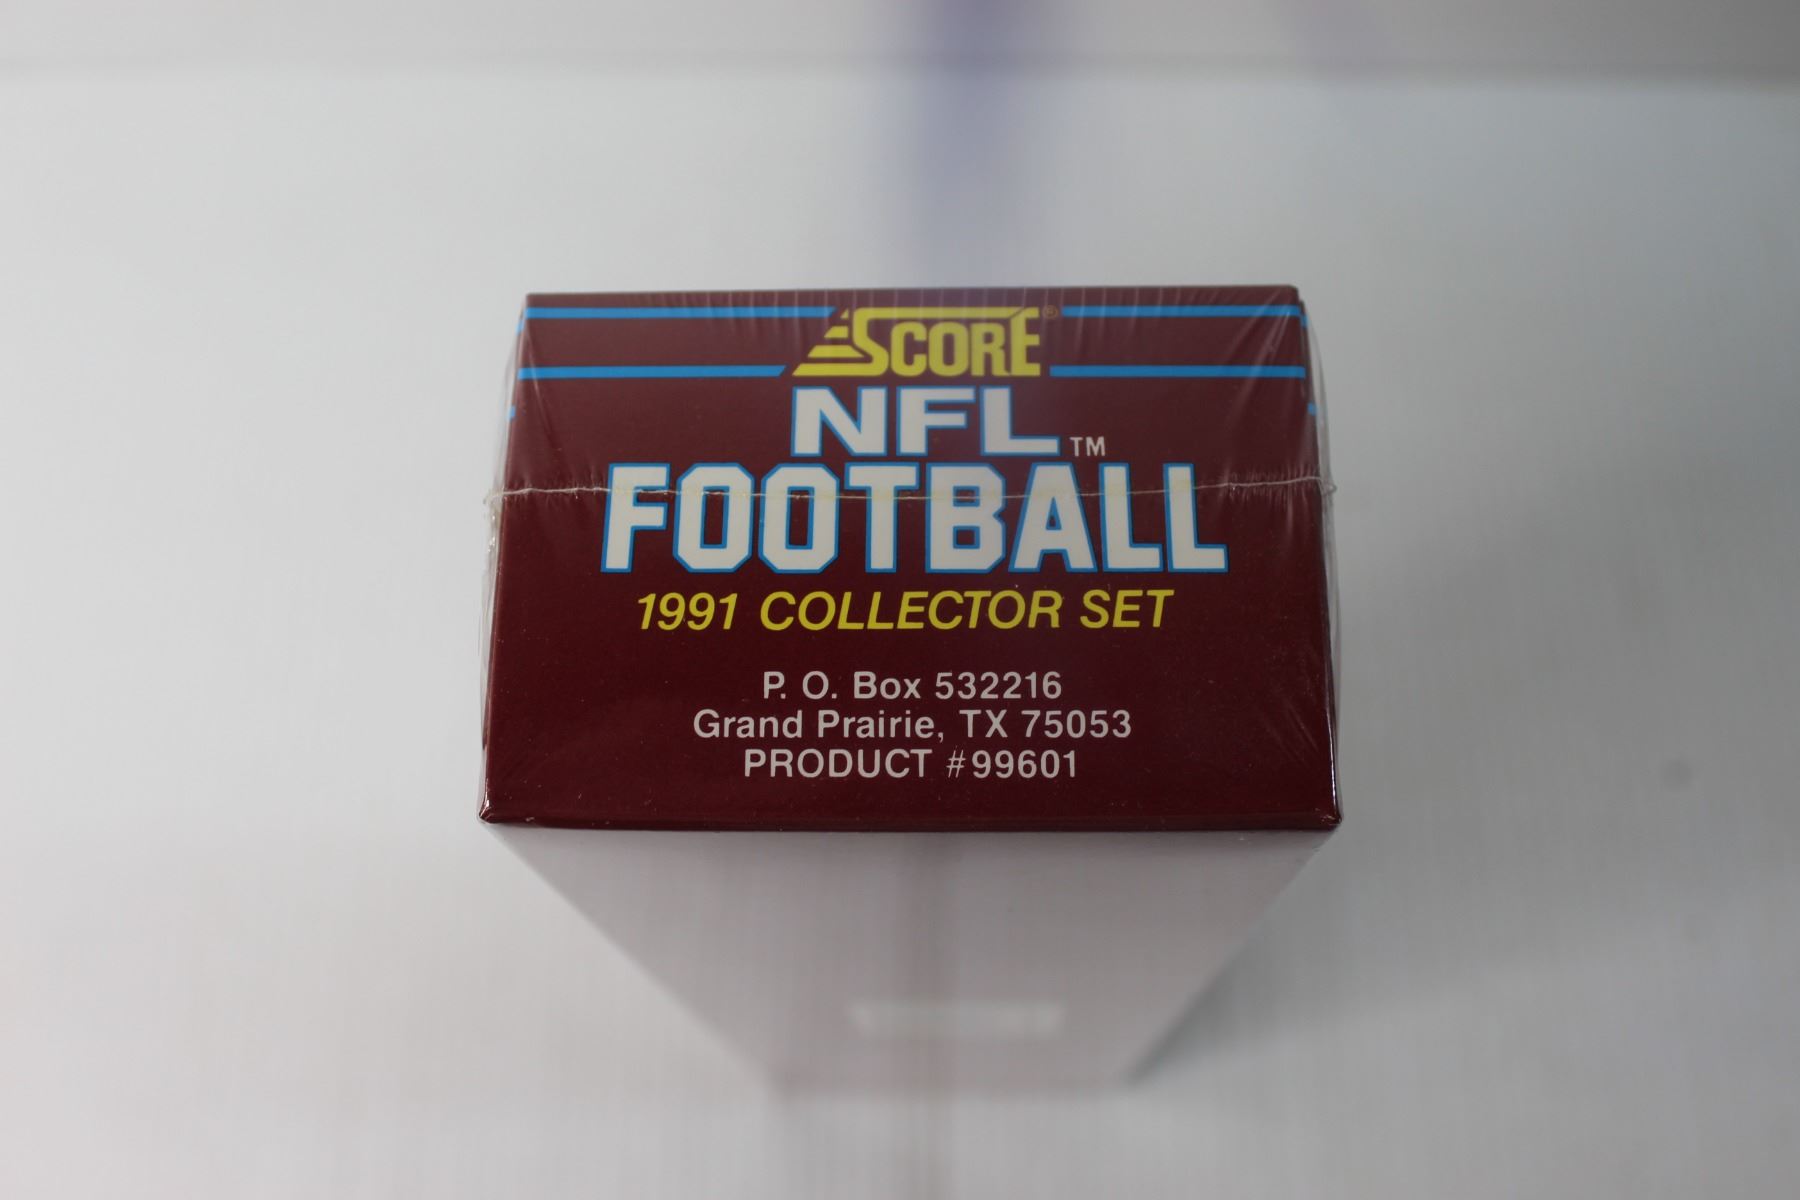 SCORE®
NFL™
FOOTBALL
1991 COLLECTOR SET
P. O. Box 532216
Grand Prairie, TX 75053
PRODUCT #99601